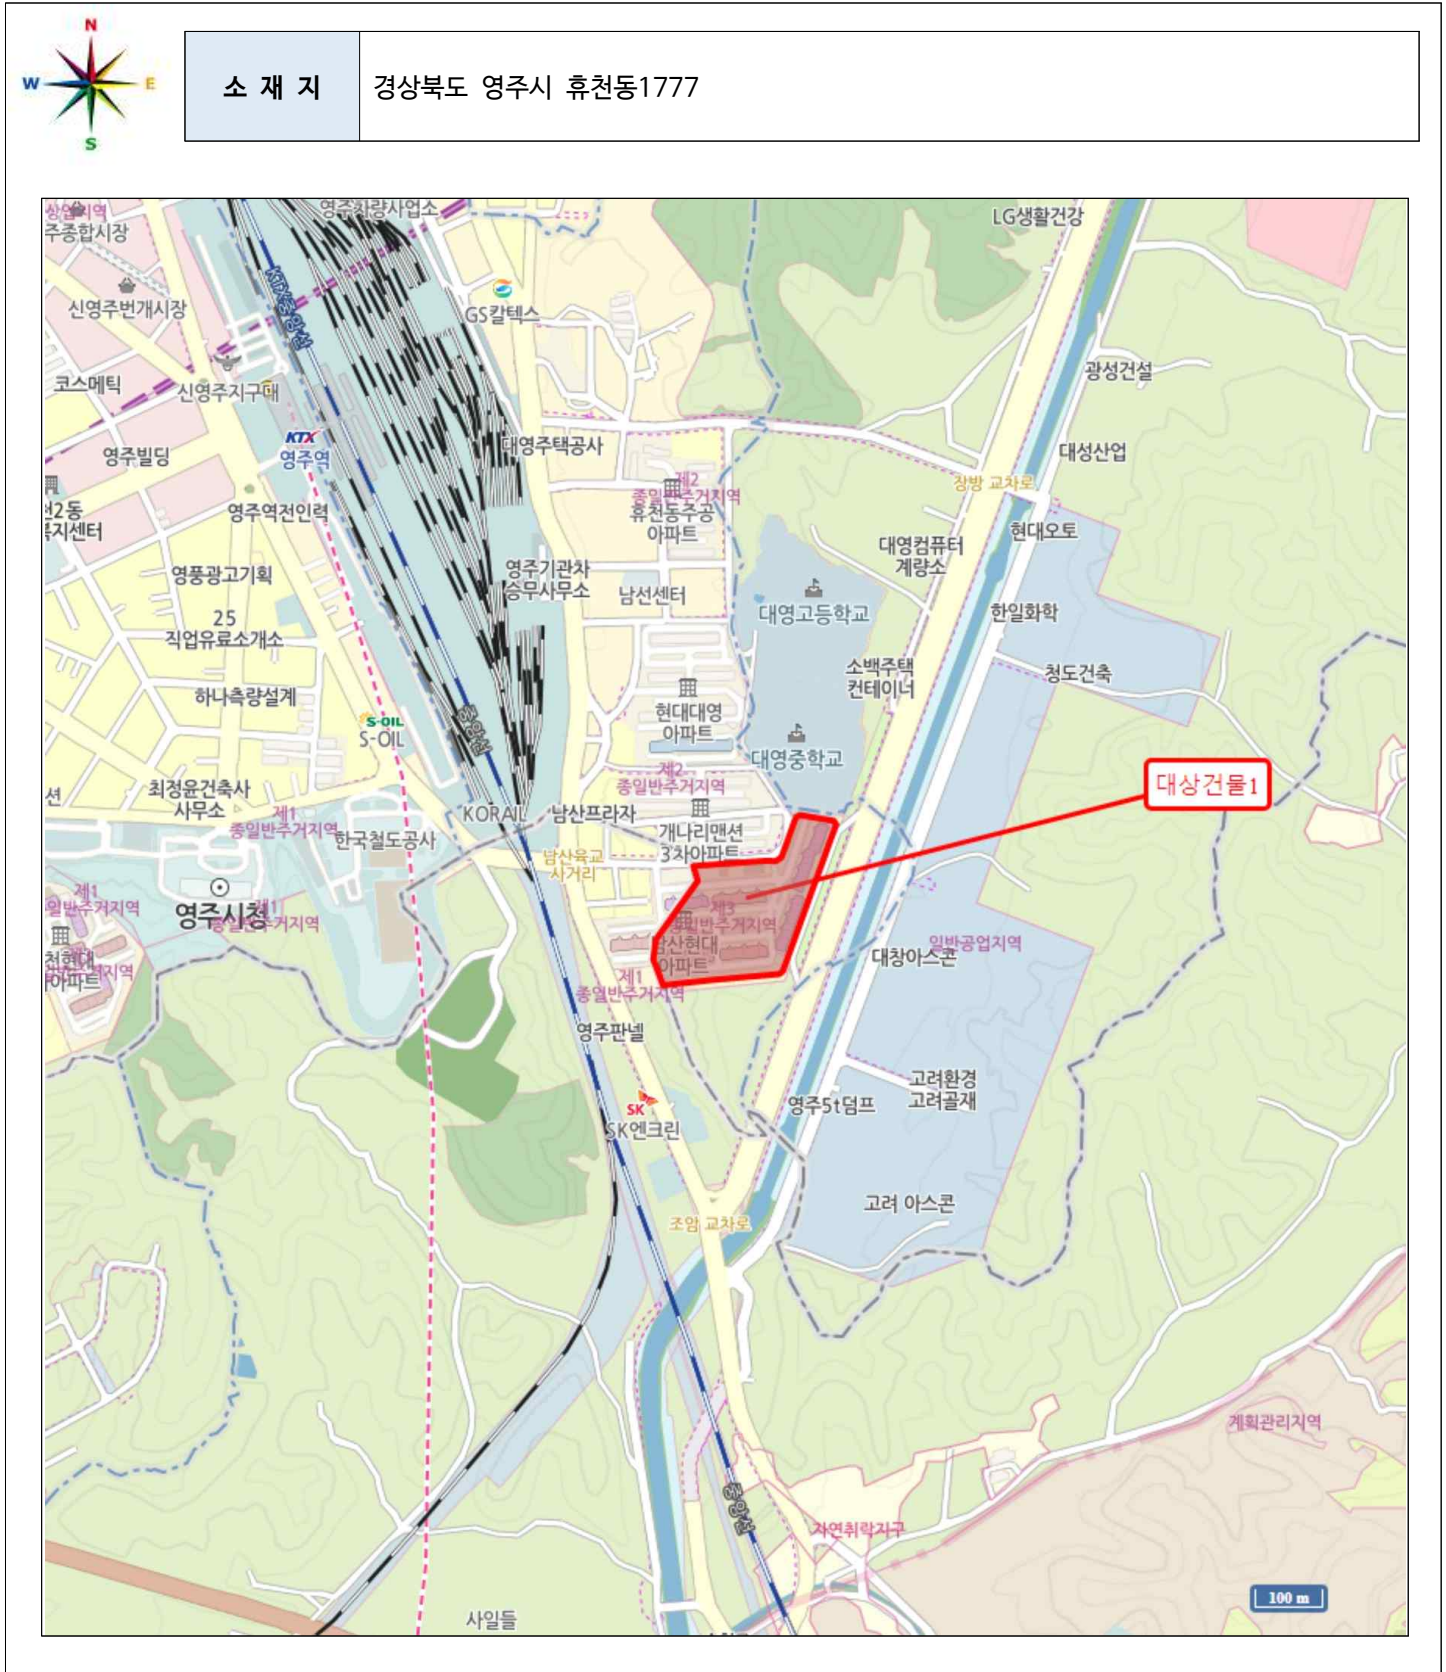 N
W
E
S
소 재 지
경상북도 영주시 휴천동1777
상업지역
주종합시장
영주차량사업소
LG생활건강
신영주번개시장
KTX중앙선
GS칼텍스
코스메틱
신영주지구대
광성건설
KTX
영주역
대영주택공사
영주빌딩
대성산업
제2
종일반주거지역
장방 교차로
휴천동주공
아파트
영주역전인력
현대오토
대영컴퓨터
계량소
영풍광고기획
영주기관차
승무사무소
남선센터
대영고등학교
한일화학
25
직업유료소개소
소백주택
컨테이너
청도건축
하나측량설계
S-OIL
S-OIL
중앙선
현대대영
아파트
대영중학교
제2
종일반주거지역
대상건물1
최정윤건축사
사무소
제1
종일반주거지역
한국철도공사
KORAIL
남산프라자
개나리맨션
3차아파트
남산육교
사거리
제1
일반주거지역
영주시청
제1
종일반주거지역
제3
종일반주거지역
남산현대
아파트
일반공업지역
대창아스콘
제1
종일반주거지역
영주판넬
고려환경
고려골재
영주5t덤프
SK
SK엔크린
고려 아스콘
조암 교차로
계획관리지역
중앙선
자연취락지구
사일들
100 m